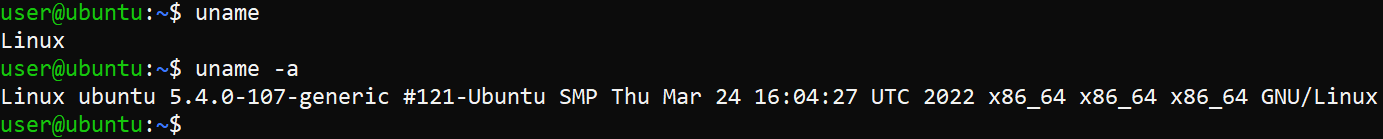 user@ubuntu:~$ uname
Linux
user@ubuntu:~$ uname -a
Linux ubuntu 5.4.0-107-generic #121-Ubuntu SMP Thu Mar 24 16:04:27 UTC 2022 x86_64 x86_64 x86_64 GNU/Linux
user@ubuntu:~$